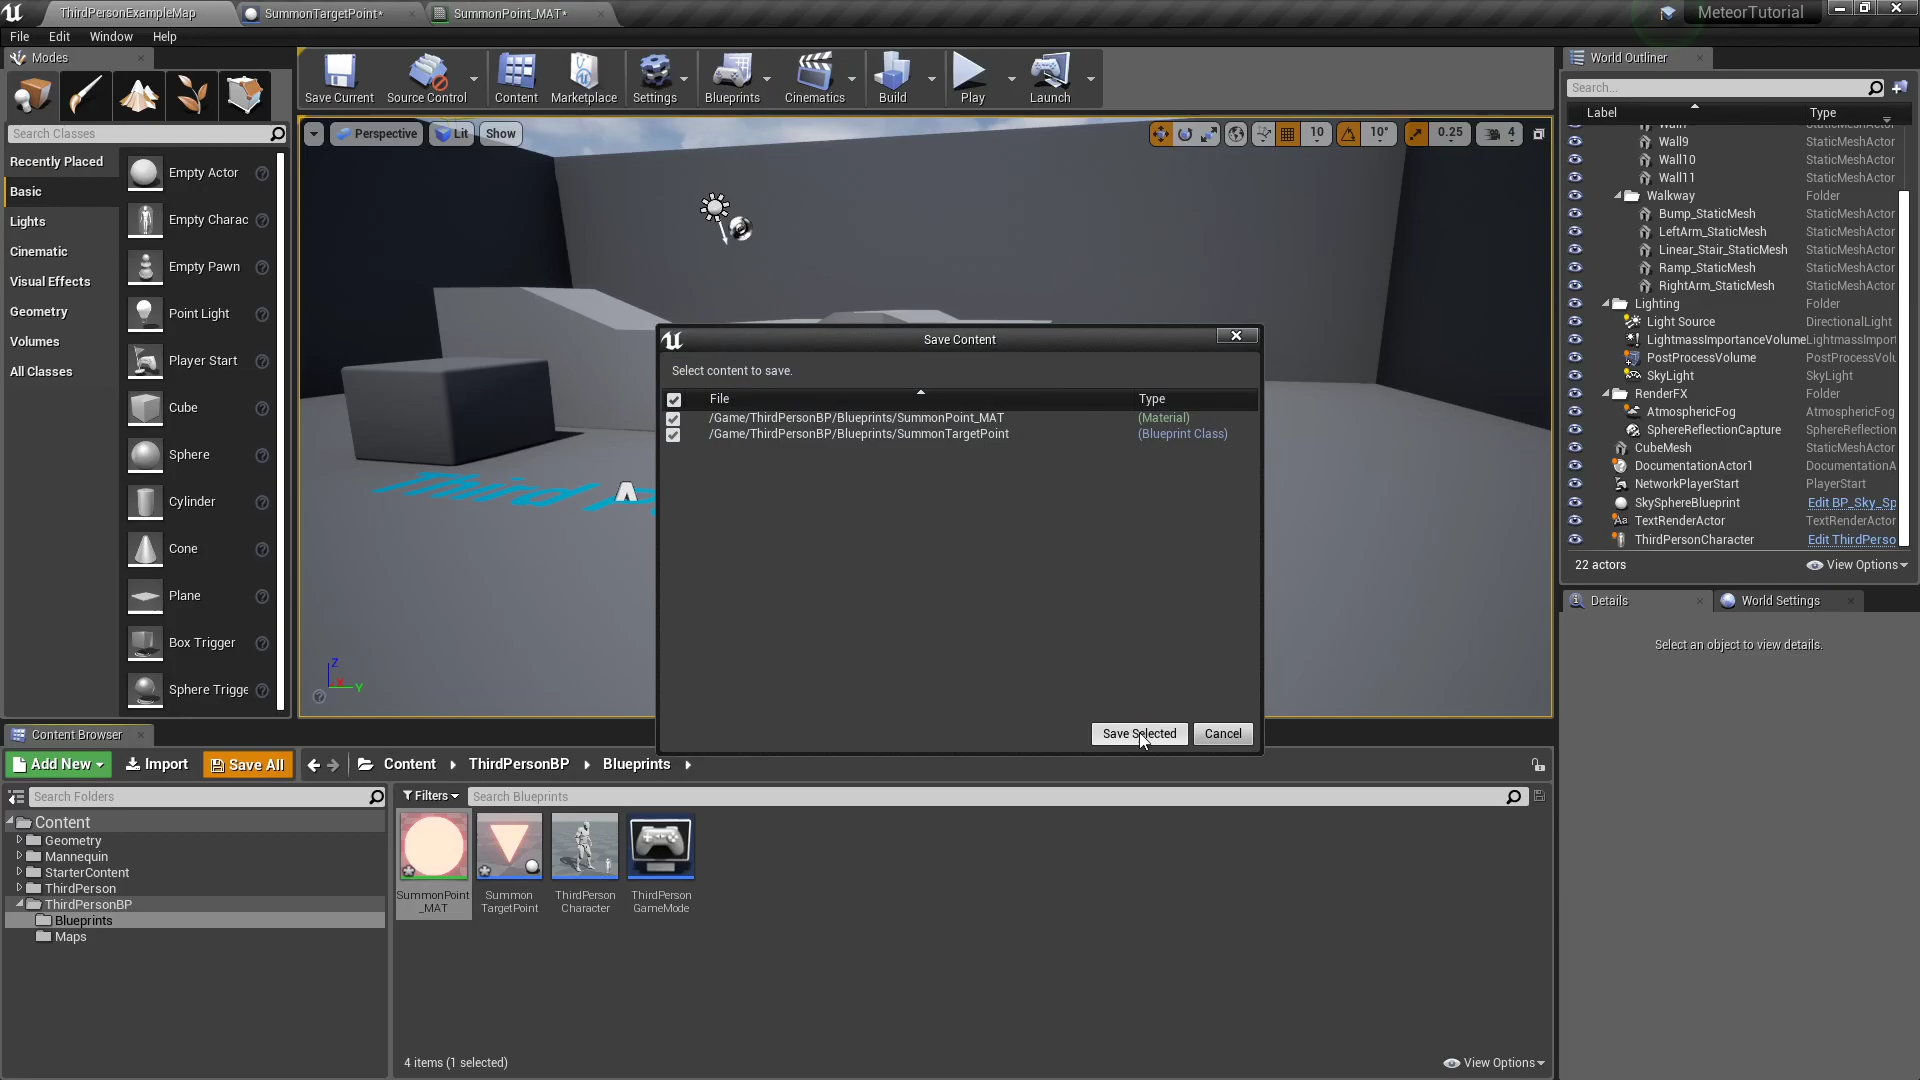 ThirdPersonExampleMap
SummonTargetPoint*
SummonPoint_MAT*
MeteorTutorial
File Edit Window Help
Modes
Save Current
Source Control
Content
Marketplace
Settings
Blueprints
Cinematics
Build
Play
Launch
Search Classes
Recently Placed
Basic
Lights
Cinematic
Visual Effects
Geometry
Volumes
All Classes
Empty Actor
Empty Charac
Empty Pawn
Point Light
Player Start
Cube
Sphere
Cylinder
Cone
Plane
Box Trigger
Sphere Trigge
Perspective
Lit
Show
10
10°
0.25
4
Z
X
Y
Save Content
Select content to save.
File Type
/Game/ThirdPersonBP/Blueprints/SummonPoint_MAT (Material)
/Game/ThirdPersonBP/Blueprints/SummonTargetPoint (Blueprint Class)
Save Selected
Cancel
World Outliner
Search...
Label Type
Wall9 StaticMeshActor
Wall10 StaticMeshActor
Wall11 StaticMeshActor
Walkway Folder
Bump_StaticMesh StaticMeshActor
LeftArm_StaticMesh StaticMeshActor
Linear_Stair_StaticMesh StaticMeshActor
Ramp_StaticMesh StaticMeshActor
RightArm_StaticMesh StaticMeshActor
Lighting Folder
Light Source DirectionalLight
LightmassImportanceVolume LightmassImport
PostProcessVolume PostProcessVolu
SkyLight SkyLight
RenderFX Folder
AtmosphericFog AtmosphericFog
SphereReflectionCapture SphereReflection
CubeMesh StaticMeshActor
DocumentationActor1 DocumentationA
NetworkPlayerStart PlayerStart
SkySphereBlueprint Edit BP_Sky_Sp
TextRenderActor TextRenderActor
ThirdPersonCharacter Edit ThirdPerso
22 actors
View Options
Details
World Settings
Select an object to view details.
Content Browser
Add New
Import
Save All
Content
ThirdPersonBP
Blueprints
Search Folders
Filters
Search Blueprints
Content
Geometry
Mannequin
StarterContent
ThirdPerson
ThirdPersonBP
Blueprints
Maps
SummonPoint
_MAT
Summon
TargetPoint
ThirdPerson
Character
ThirdPerson
GameMode
4 items (1 selected)
View Options